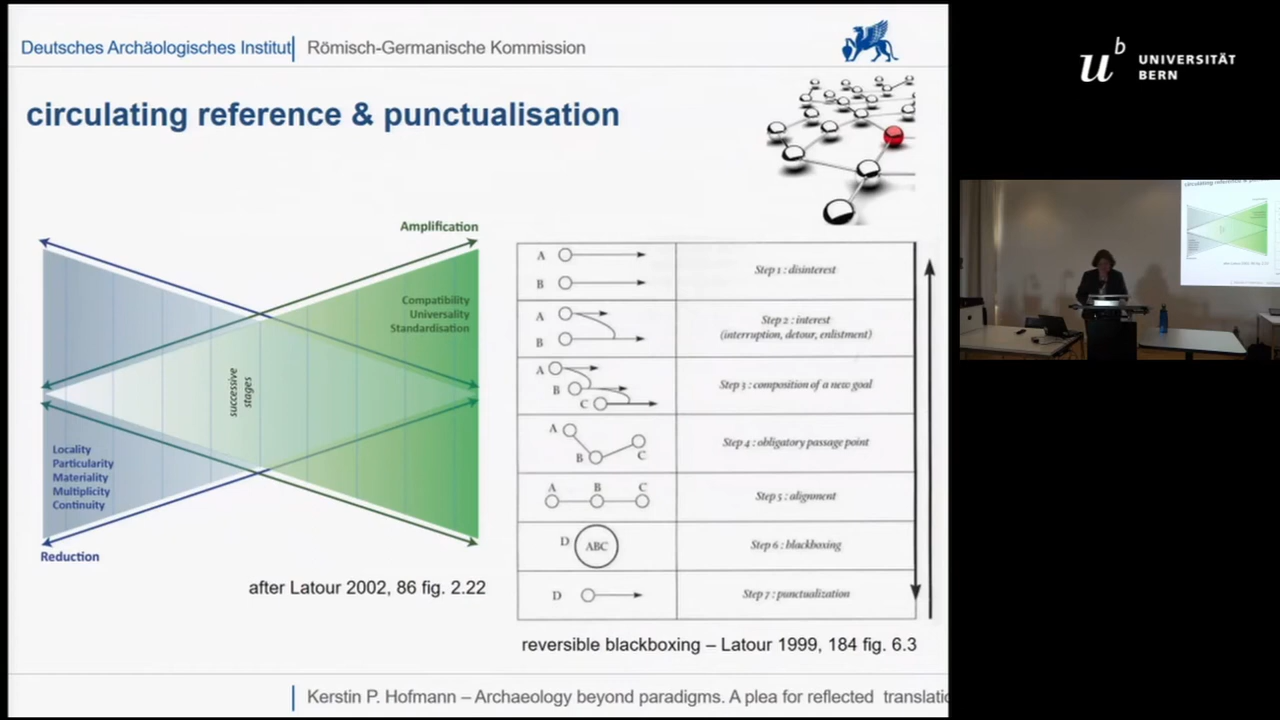 Deutsches Archäologisches Institut
Römisch-Germanische Kommission
circulating reference & punctualisation
Amplification
Compatibility
Universality
Standardisation
successive
stages
Locality
Particularity
Materiality
Multiplicity
Continuity
Reduction
after Latour 2002, 86 fig. 2.22
A
B
Step 1 : disinterest
A
B
Step 2 : interest
(interruption, detour, enlistment)
A
B
C
Step 3 : composition of a new goal
A
B
C
Step 4 : obligatory passage point
A B C
Step 5 : alignment
D ABC
Step 6 : blackboxing
D
Step 7 : punctualization
reversible blackboxing – Latour 1999, 184 fig. 6.3
Kerstin P. Hofmann – Archaeology beyond paradigms. A plea for reflected translatio
u b
UNIVERSITÄT
BERN